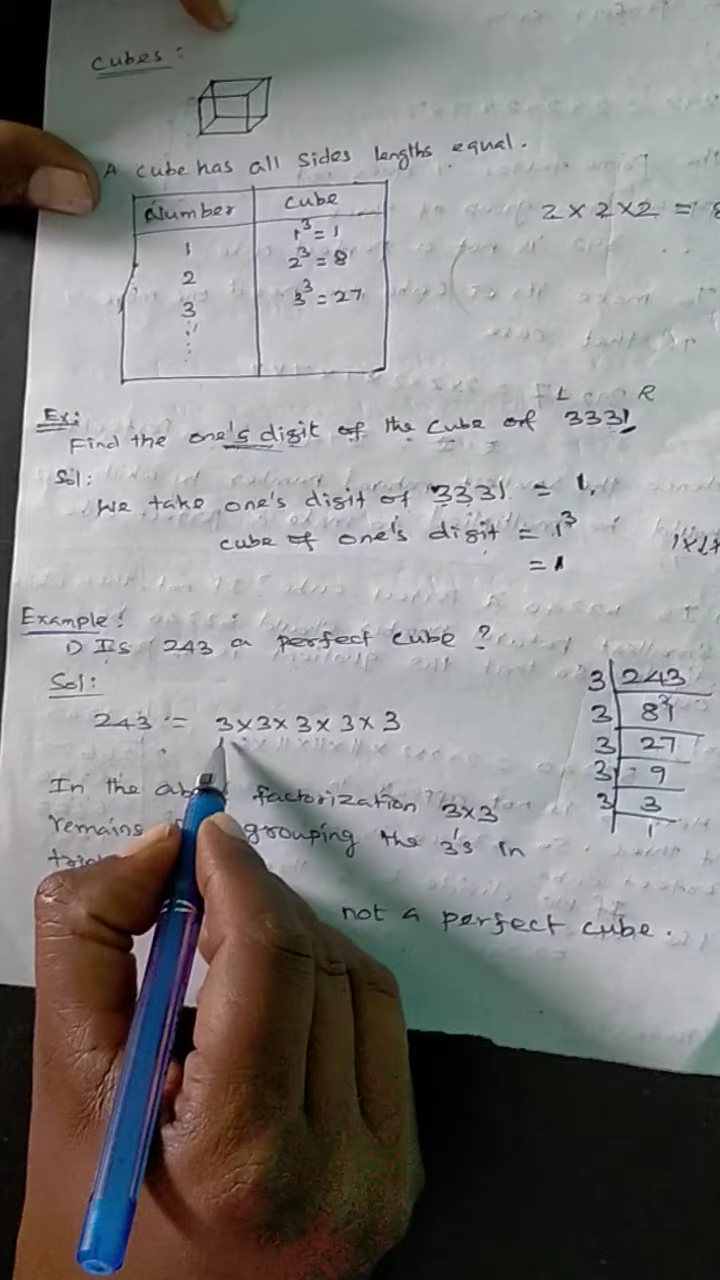 Cubes:
A cube has all sides lengths equal.
Number Cube
1 1³ = 1
2 2³ = 8
3 3³ = 27
2 × 2 × 2 = 8
L R
Ex:
Find the one's digit of the cube of 3331
Sol:
We take one's digit of 3331 = 1.
cube of one's digit = 1³
= 1
Example:
1) Is 243 a perfect cube?
Sol:
243 = 3×3×3×3×3
3 | 243
3 | 81
3 | 27
3 | 9
3 | 3
1
In the factorization 3×3
remains grouping the 3's in
not a perfect cube.